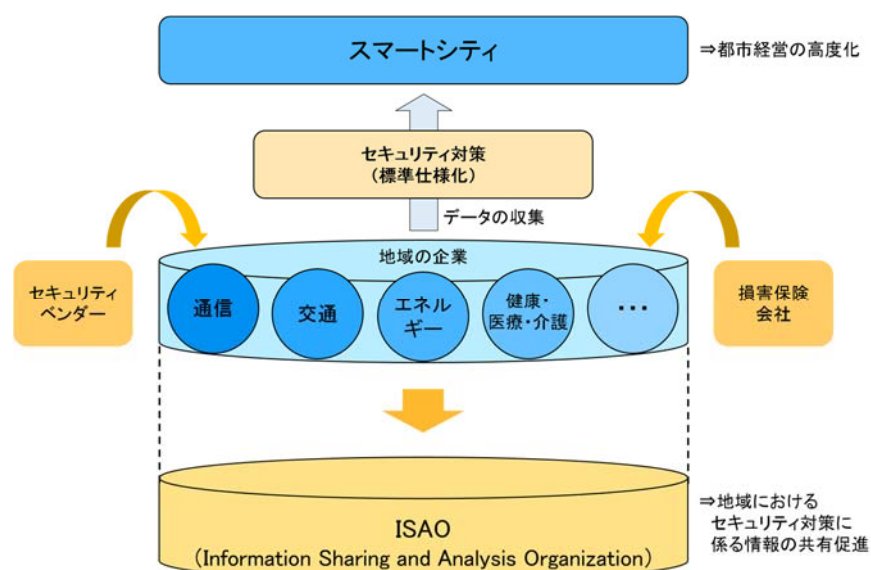 スマートシティ
⇒都市経営の高度化
セキュリティ対策
（標準仕様化）
データの収集
地域の企業
セキュリティ
ベンダー
通信
交通
エネル
ギー
健康・
医療・介護
・・・
損害保険
会社
ISAO
（Information Sharing and Analysis Organization）
⇒地域における
セキュリティ対策に
係る情報の共有促進